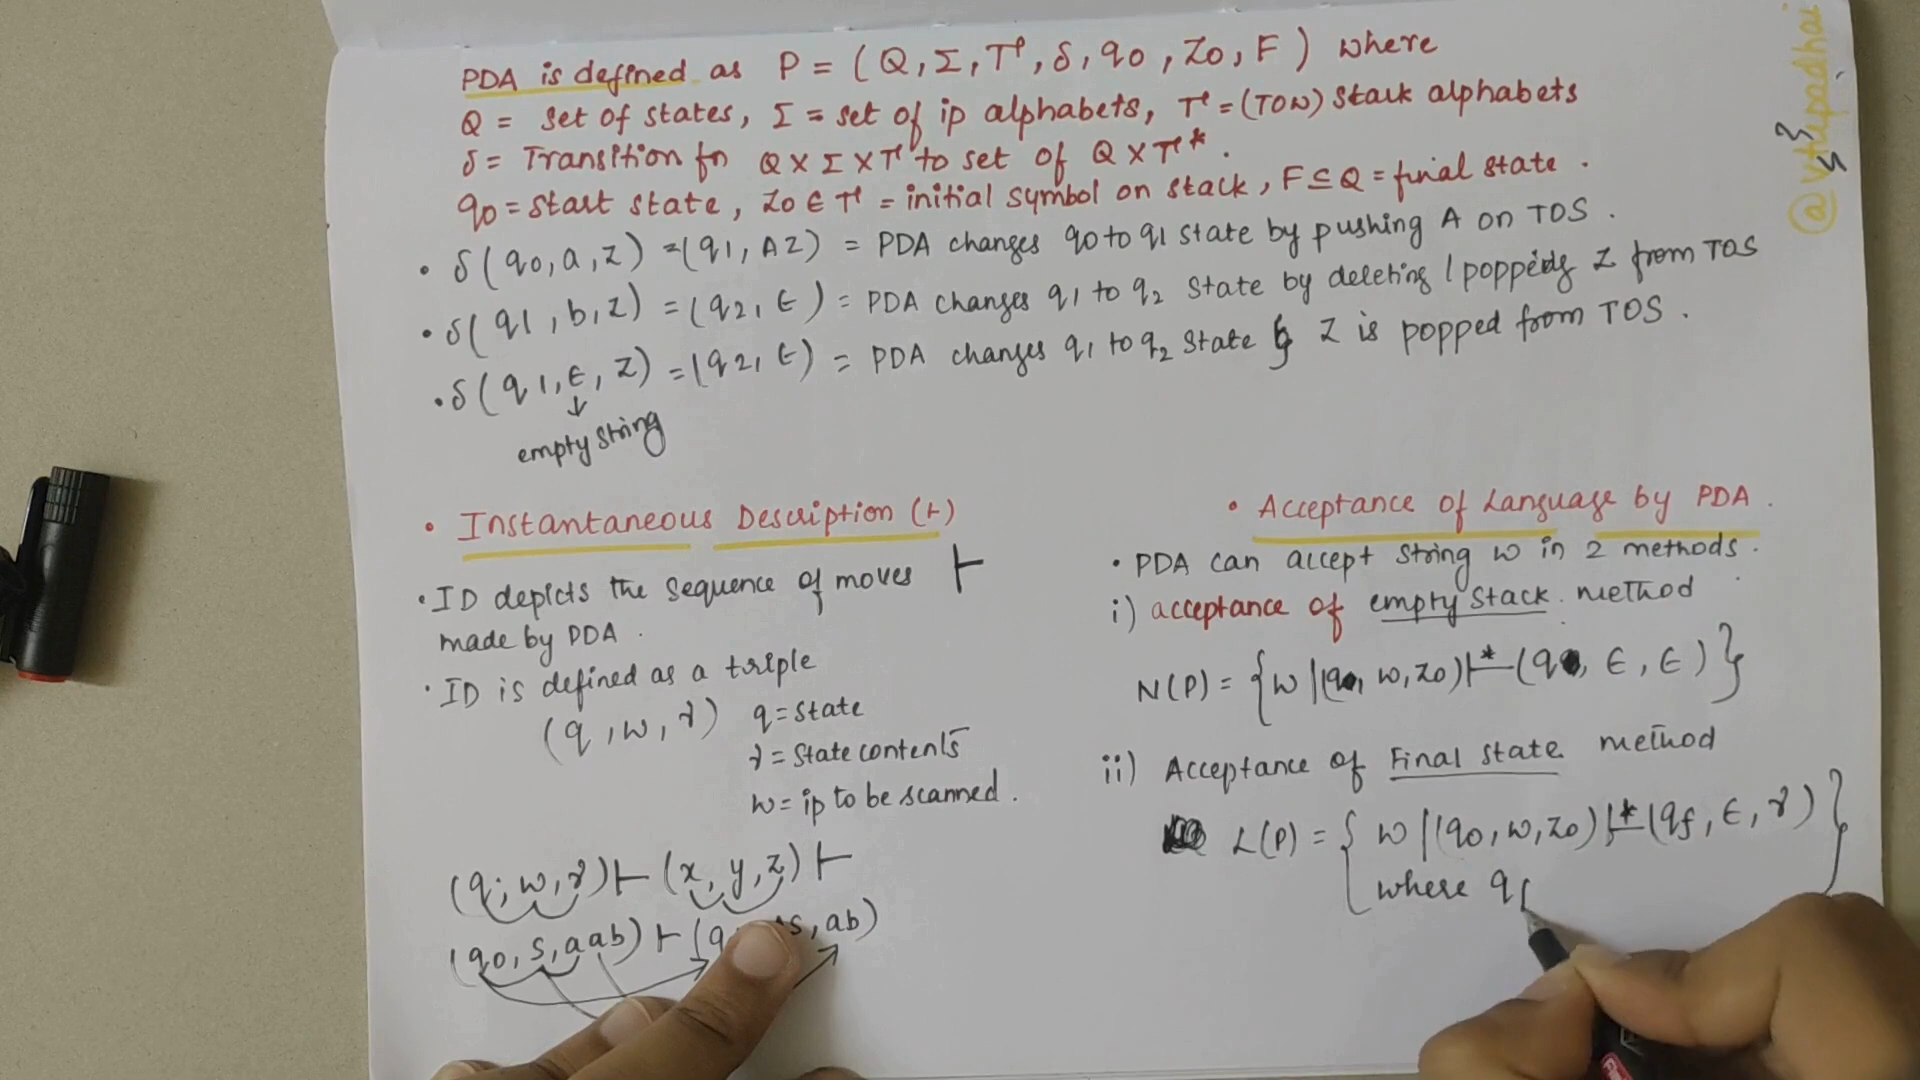 PDA is defined as P = (Q, Σ, Γ, δ, q0, Z0, F) where
Q = set of states, Σ = set of ip alphabets, Γ = (TOW) Stack alphabets
δ = Transition fn Q X Σ X Γ to set of Q X Γ*.
q0 = start state, Z0 ∈ Γ = initial symbol on stack, F ⊆ Q = final state.
• δ(q0, a, z) = (q1, AZ) = PDA changes q0 to q1 state by pushing A on TOS.
• δ(q1, b, z) = (q2, ε) = PDA changes q1 to q2 State by deleting / Z from TOS
• δ(q1, ε, z) = (q2, ε) = PDA changes q1 to q2 State & Z is popped from TOS.
↓
empty string
• Instantaneous Description (⊢)
• ID depicts the sequence of moves ⊢
made by PDA.
• ID is defined as a triple
(q, w, γ) q = state
γ = State contents
w = ip to be scanned.
(q, w, γ) ⊢ (x, y, z) ⊢
(q0, s, aab) ⊢ (q s, ab)
• Acceptance of Language by PDA.
• PDA can accept string w in 2 methods.
i) acceptance of empty stack method
N(P) = { w | (q0, w, z0) ⊢* (q , ε, ε) }
ii) Acceptance of Final state method
L(P) = { w | (q0, w, z0) ⊢* (qf, ε, γ) }
where q